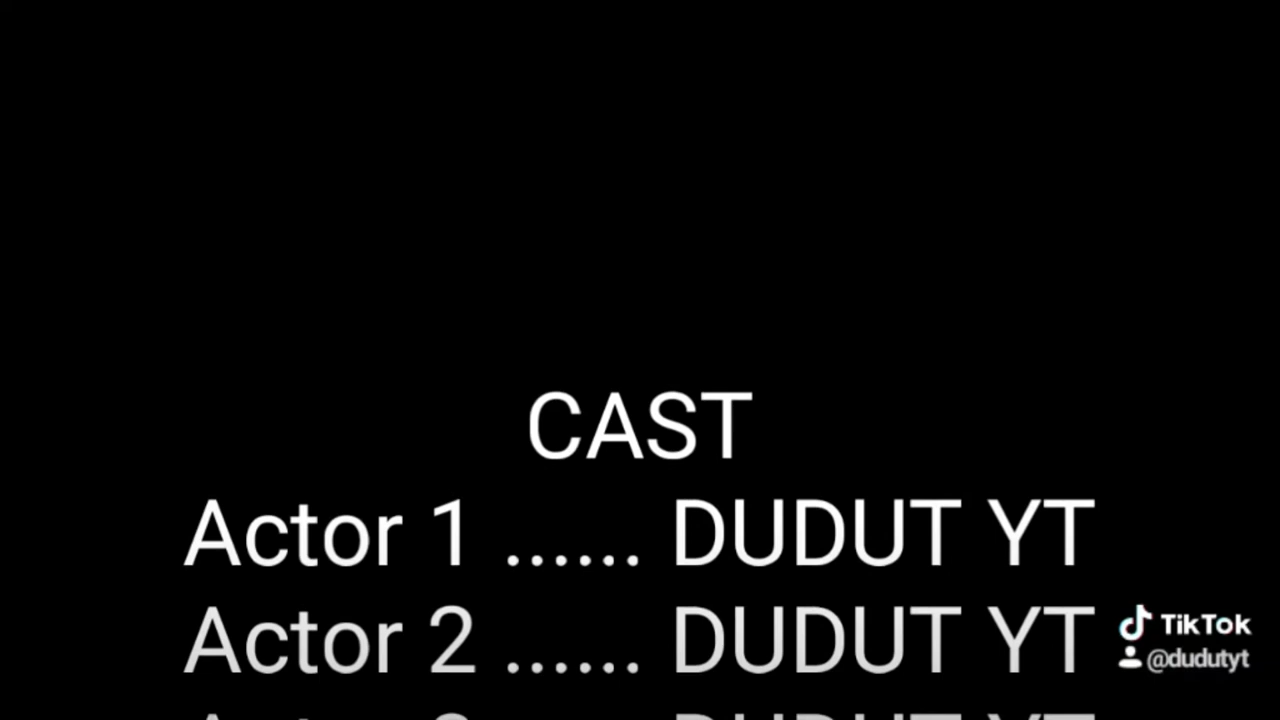 CAST
Actor 1 ...... DUDUT YT
Actor 2 ...... DUDUT YT
TikTok
@dudutyt